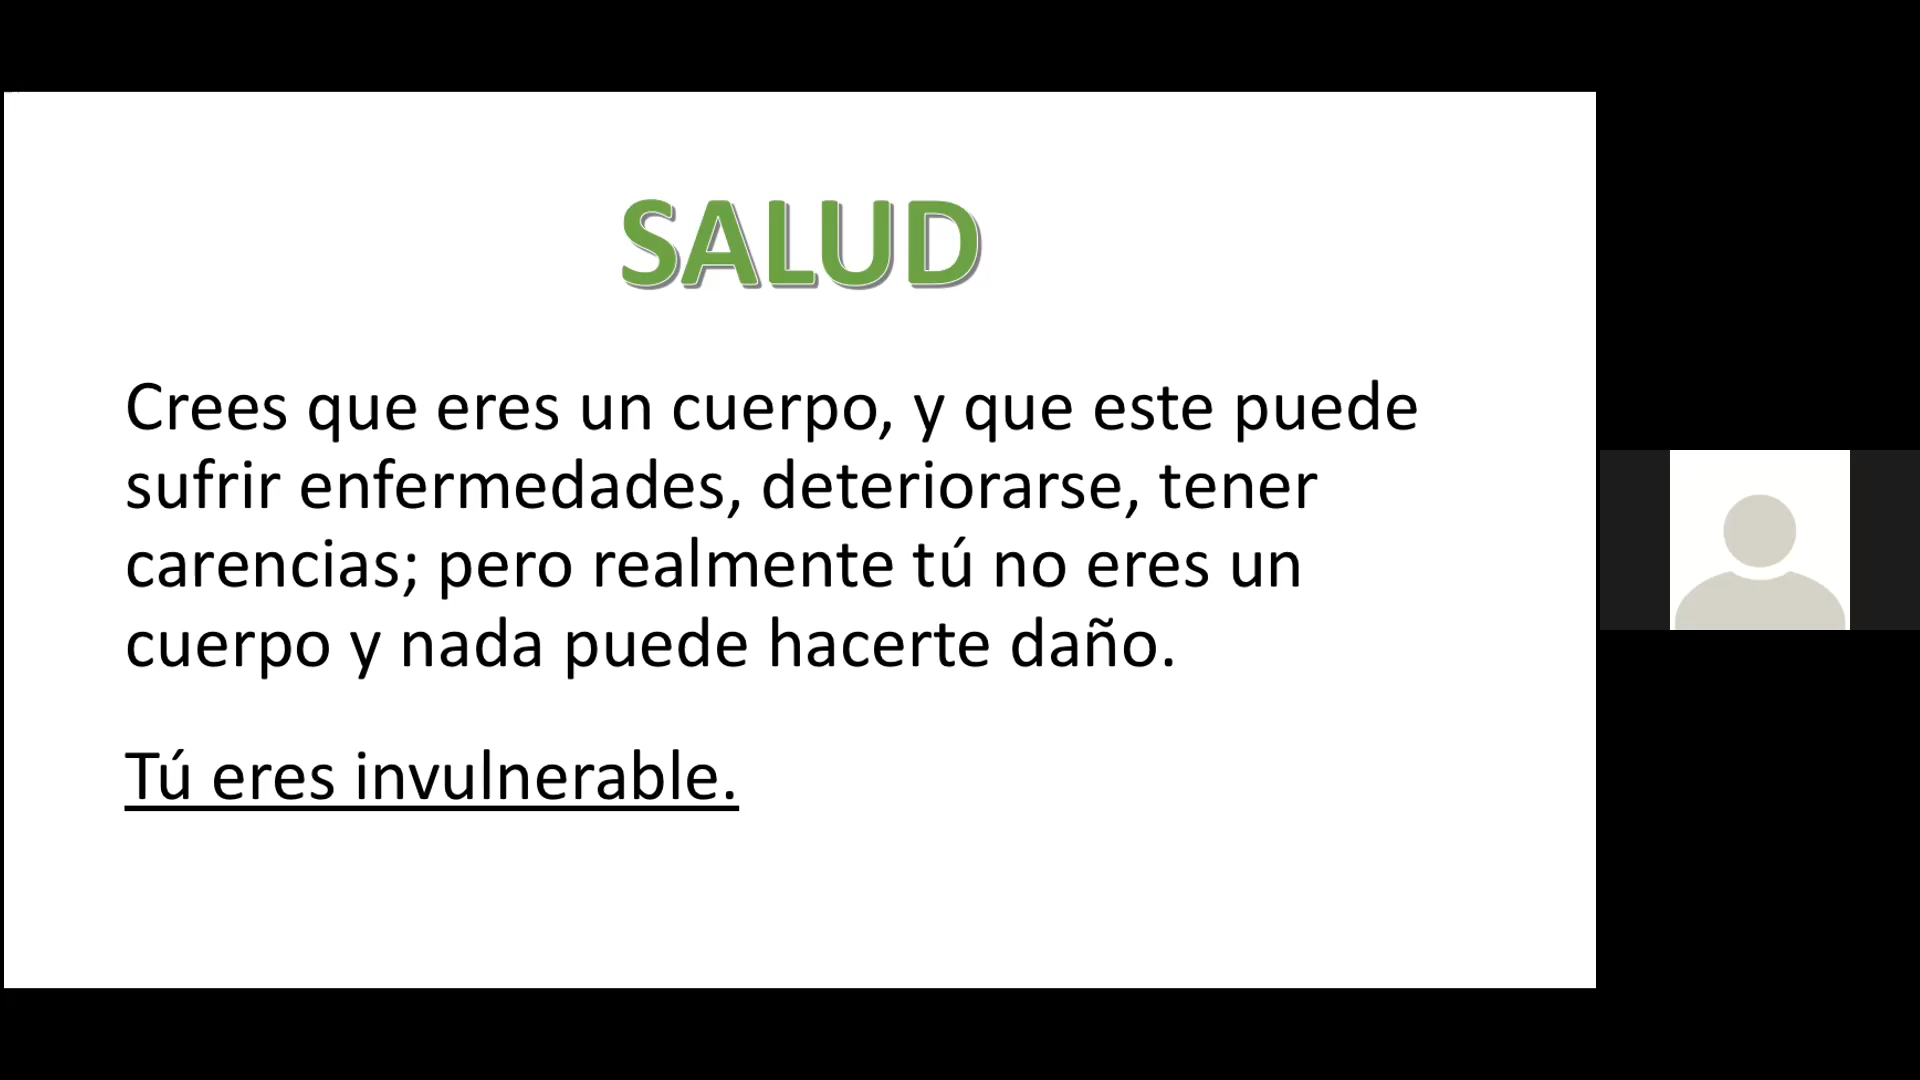 SALUD
Crees que eres un cuerpo, y que este puede
sufrir enfermedades, deteriorarse, tener
carencias; pero realmente tú no eres un
cuerpo y nada puede hacerte daño.
Tú eres invulnerable.